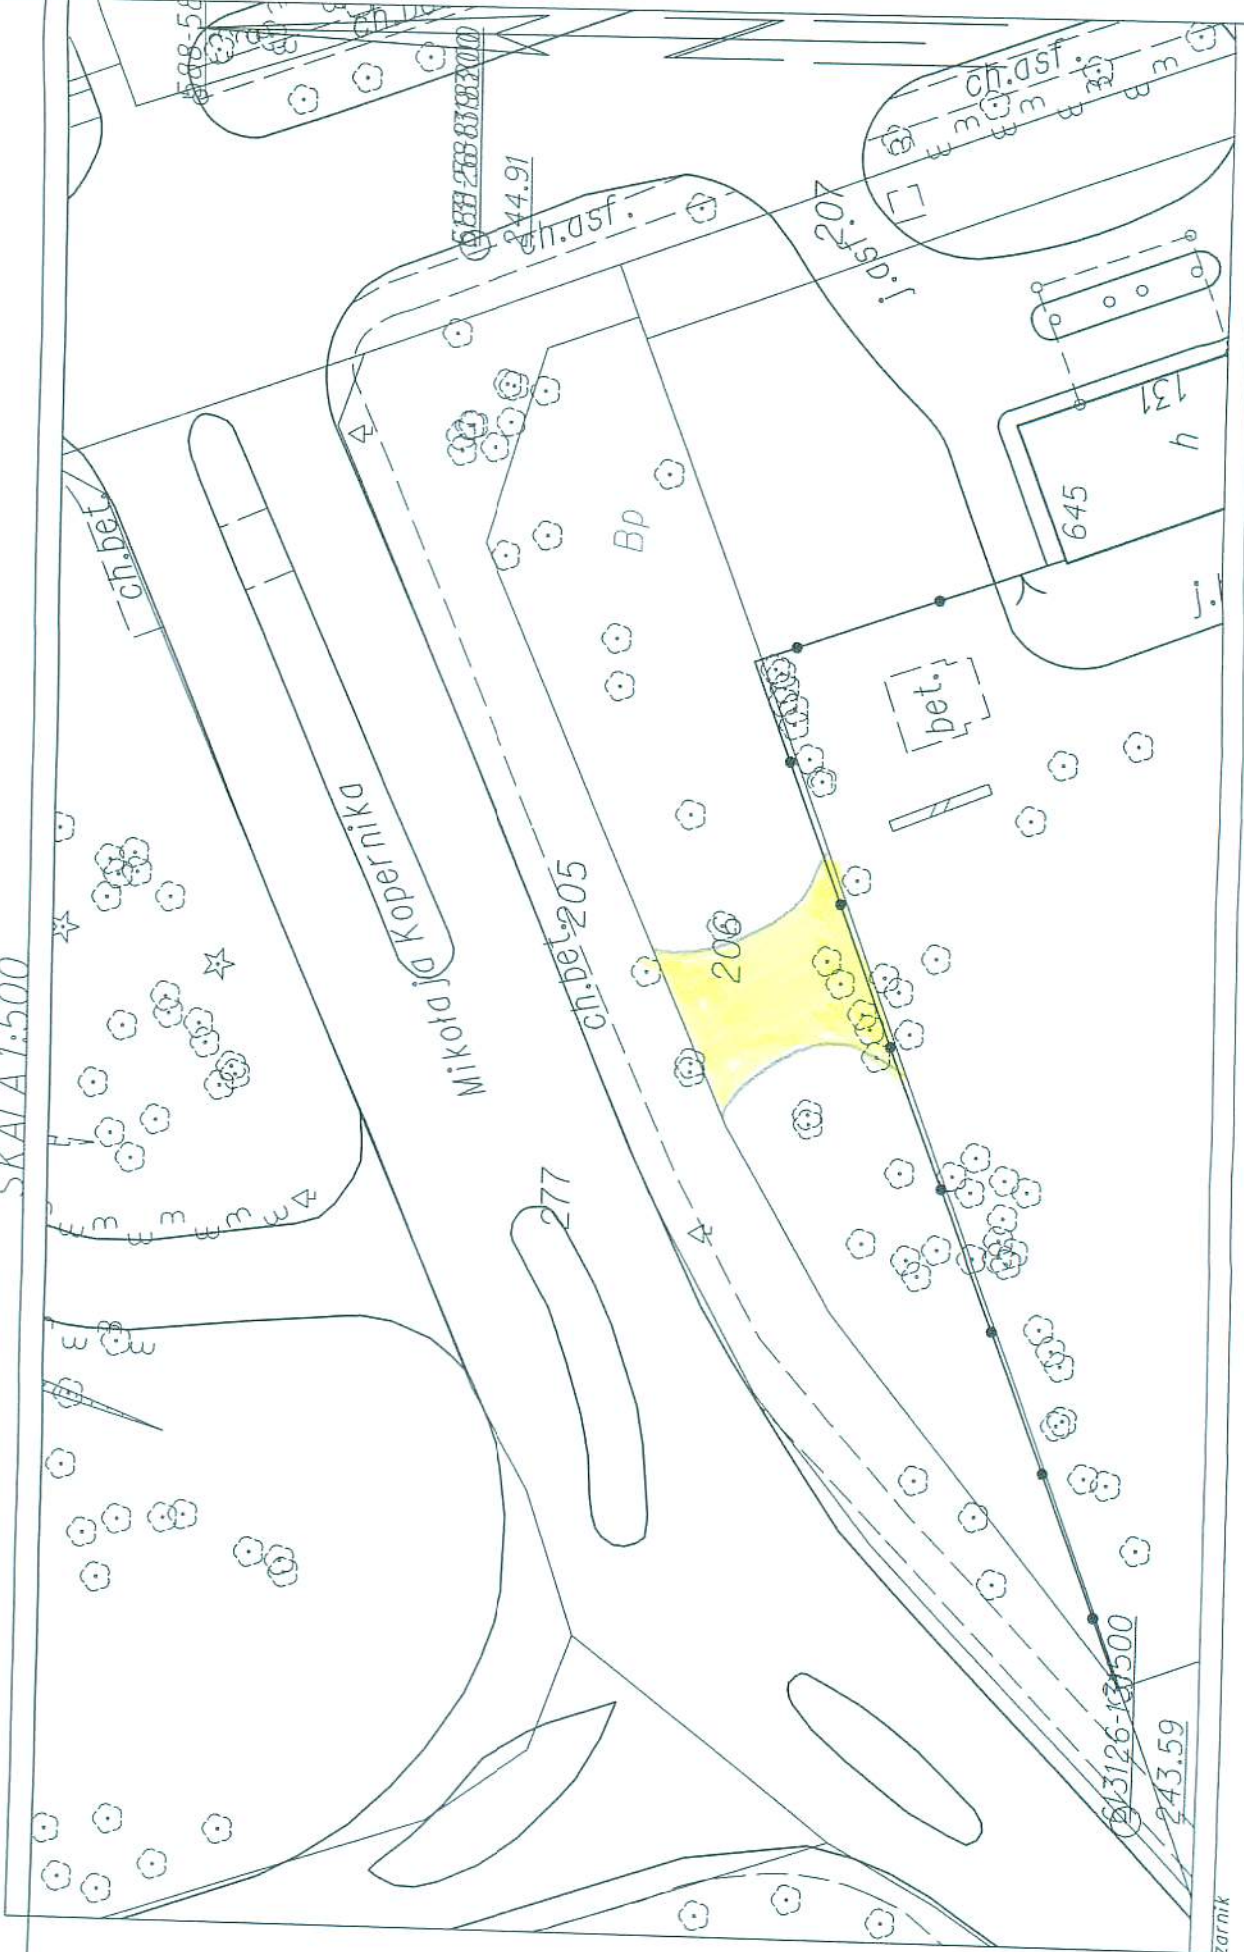 SKALA 1:500
ch.asf.
244.91
ch.asf.
207
j.asf.
131
h
645
ch.bet.
Bp
j.
bet.
Mikołaja Kopernika
ch.bet.
205
206
277
243.59